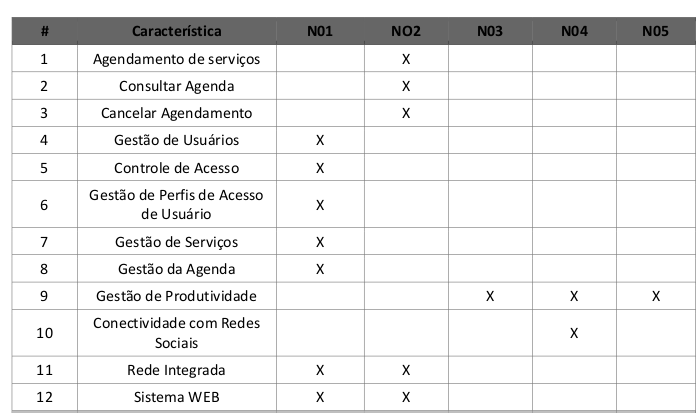 # Característica N01 NO2 N03 N04 N05
1 Agendamento de serviços X
2 Consultar Agenda X
3 Cancelar Agendamento X
4 Gestão de Usuários X
5 Controle de Acesso X
6 Gestão de Perfis de Acesso
de Usuário X
7 Gestão de Serviços X
8 Gestão da Agenda X
9 Gestão de Produtividade X X X
10 Conectividade com Redes
Sociais X
11 Rede Integrada X X
12 Sistema WEB X X